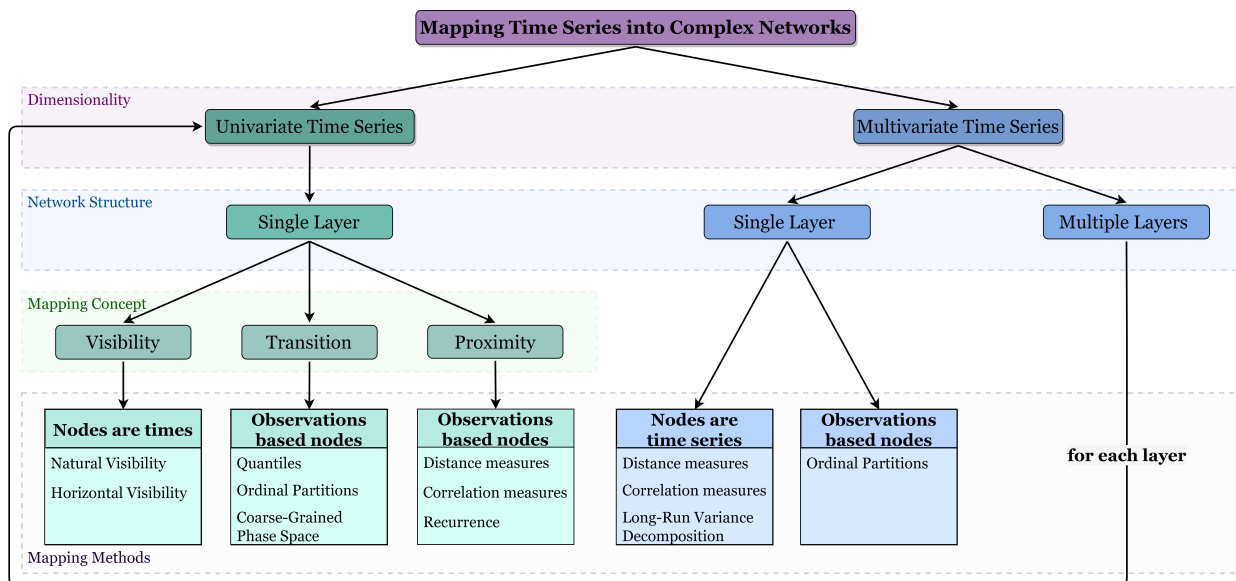 Mapping Time Series into Complex Networks
Dimensionality
Univariate Time Series
Multivariate Time Series
Network Structure
Single Layer
Single Layer
Multiple Layers
Mapping Concept
Visibility
Transition
Proximity
Nodes are times
Natural Visibility
Horizontal Visibility
Observations
based nodes
Quantiles
Ordinal Partitions
Coarse-Grained
Phase Space
Observations
based nodes
Distance measures
Correlation measures
Recurrence
Nodes are
time series
Distance measures
Correlation measures
Long-Run Variance
Decomposition
Observations
based nodes
Ordinal Partitions
for each layer
Mapping Methods